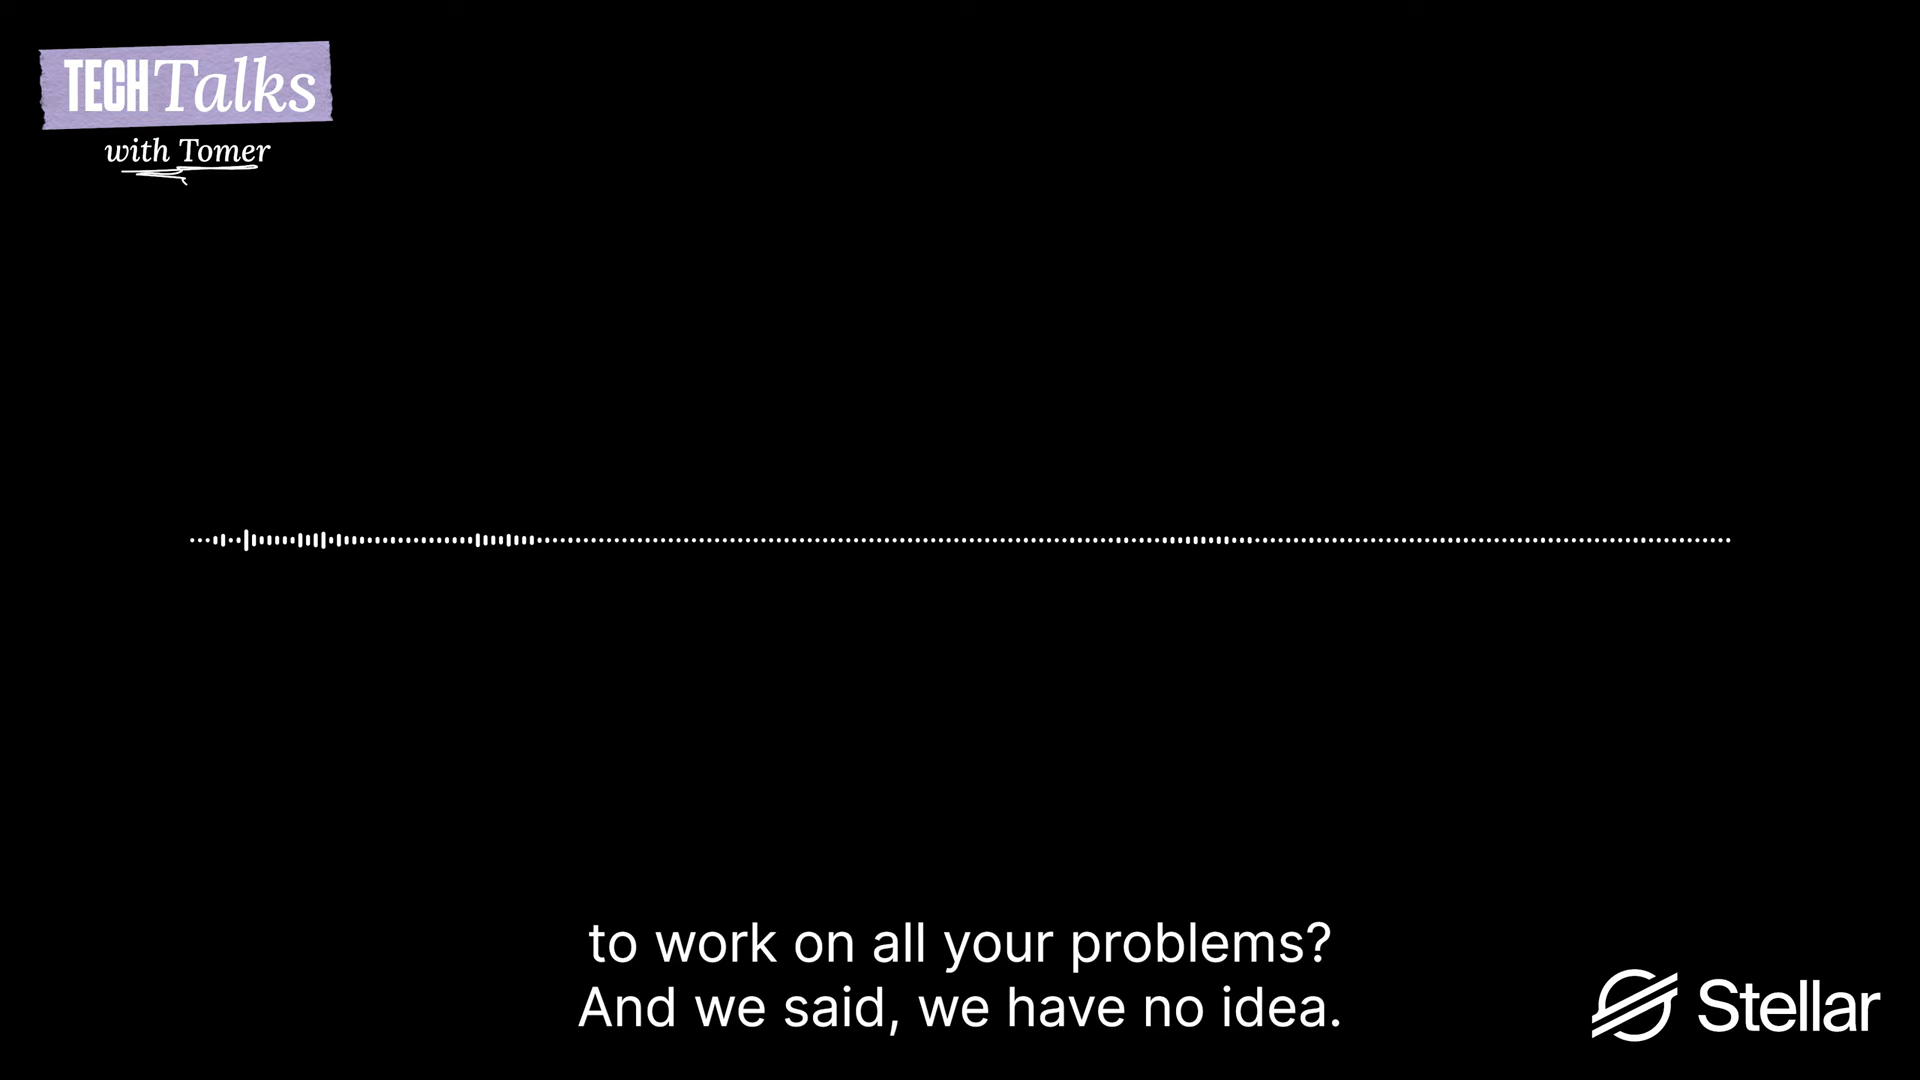 TECH Talks
with Tomer
to work on all your problems?
And we said, we have no idea.
Stellar